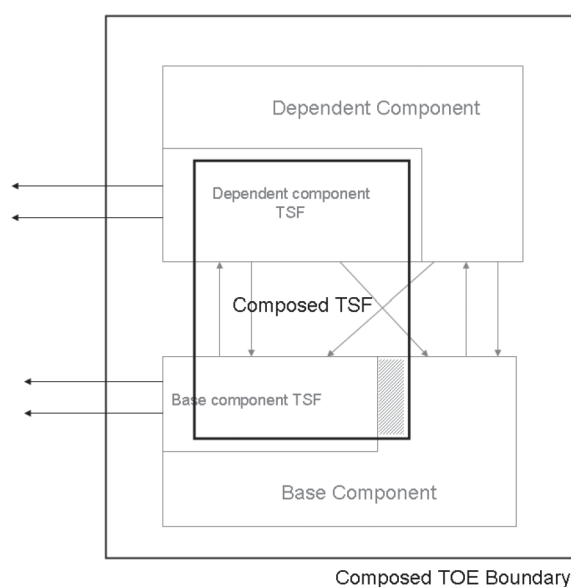 Dependent Component
Dependent component
TSF
Composed TSF
Base component TSF
Base Component
Composed TOE Boundary